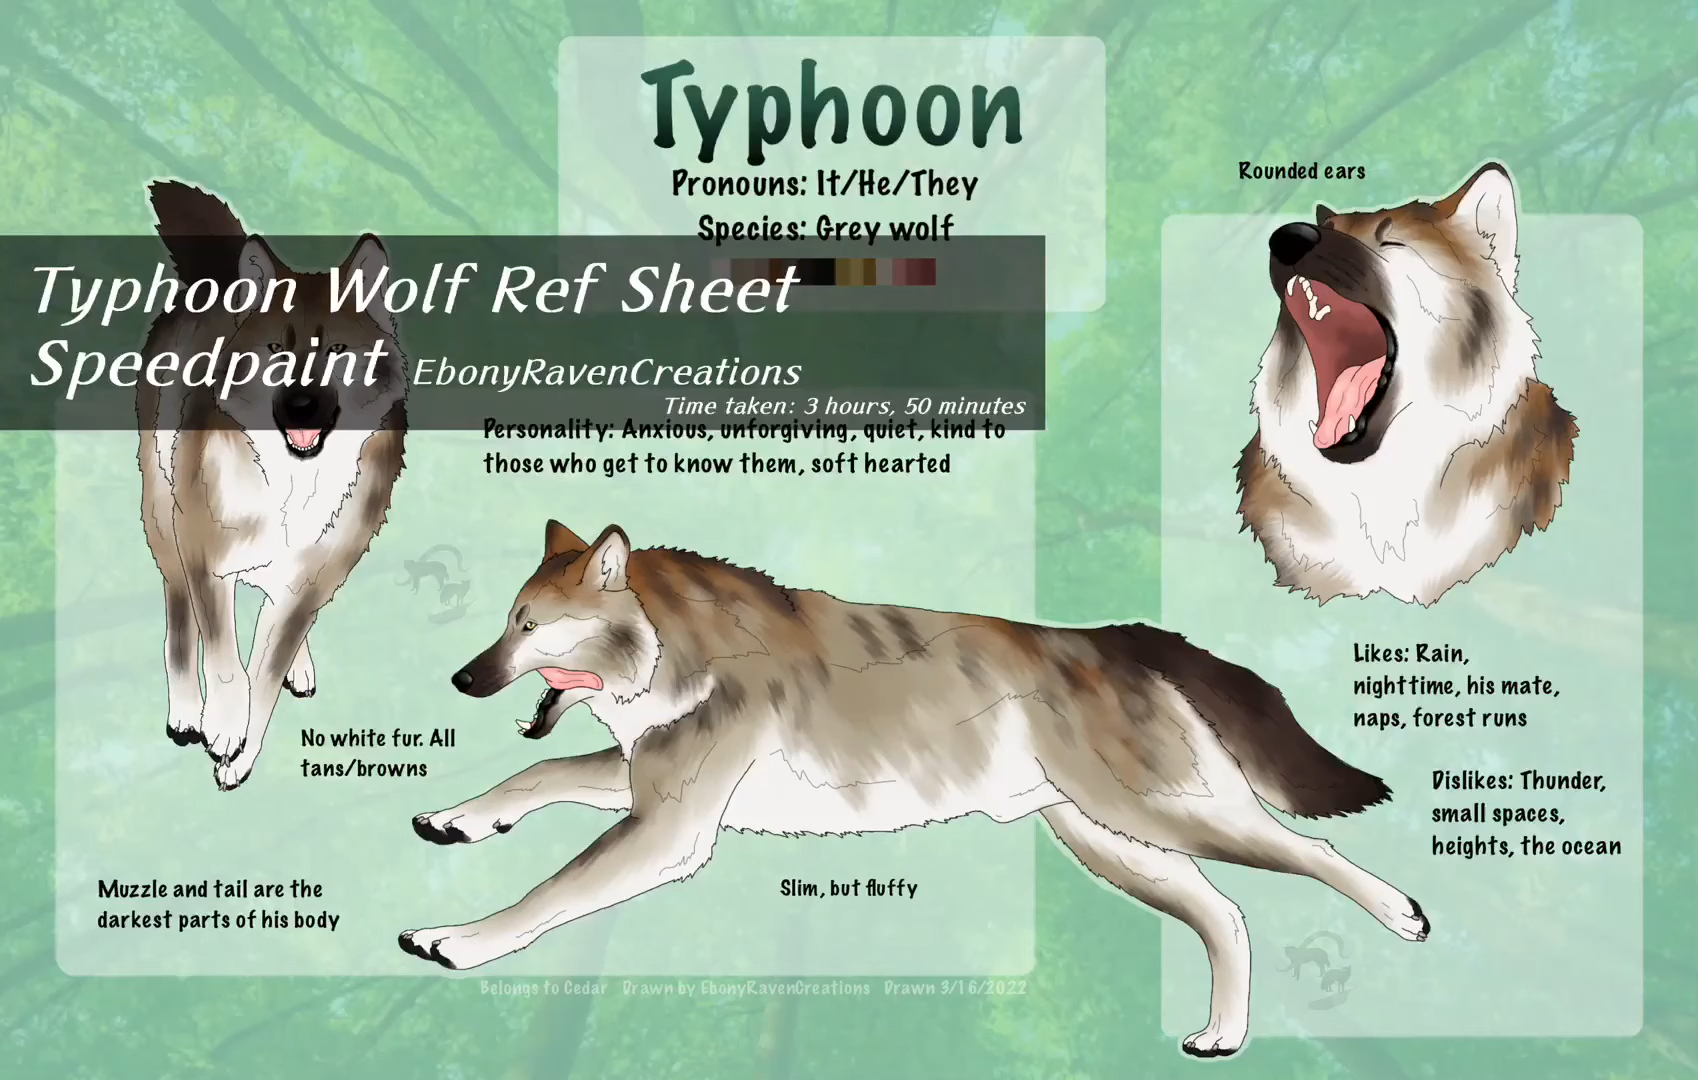 Typhoon
Pronouns: It/He/They
Species: Grey wolf
Rounded ears
Typhoon Wolf Ref Sheet
Speedpaint EbonyRavenCreations
Time taken: 3 hours, 50 minutes
Personality: Anxious, unforgiving, quiet, kind to
those who get to know them, soft hearted
Likes: Rain,
nighttime, his mate,
naps, forest runs
No white fur. All
tans/browns
Dislikes: Thunder,
small spaces,
heights, the ocean
Muzzle and tail are the
darkest parts of his body
Slim, but fluffy
Belongs to Cedar Drawn by EbonyRavenCreations Drawn 3/16/2022